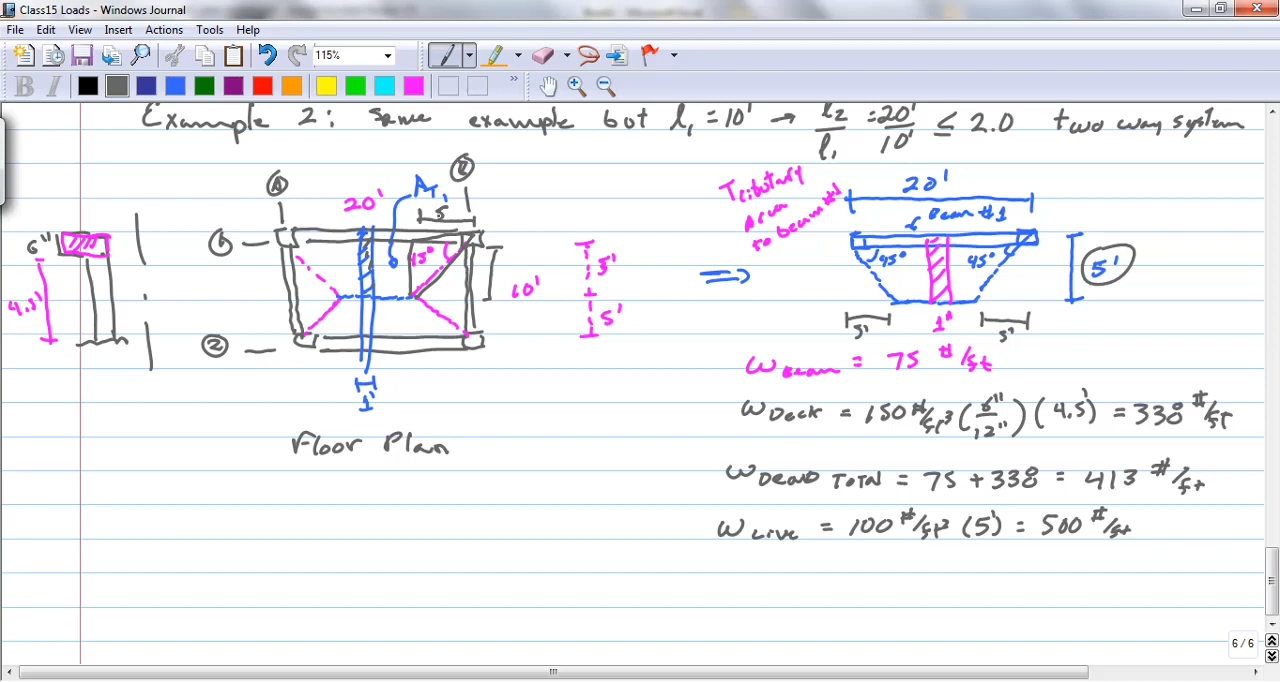 Class15 Loads - Windows Journal
File Edit View Insert Actions Tools Help
115%
B I
Example 2: same example but l₁ = 10' → l₂/l₁ = 20'/10' ≤ 2.0 two way system
A
B
20'
A_T
5'
1
6"
4.5'
45°
10'
5'
5'
2
1'
Floor Plan
Tributary
Area
to beam #1
20'
Beam #1
45°
45°
5'
5'
1'
5'
W Beam = 75 #/ft
W Deck = 150 #/ft³ (6"/12") (4.5') = 338 #/ft
W DEAD TOTAL = 75 + 338 = 413 #/ft
W LIVE = 100 #/ft² (5') = 500 #/ft
6 / 6